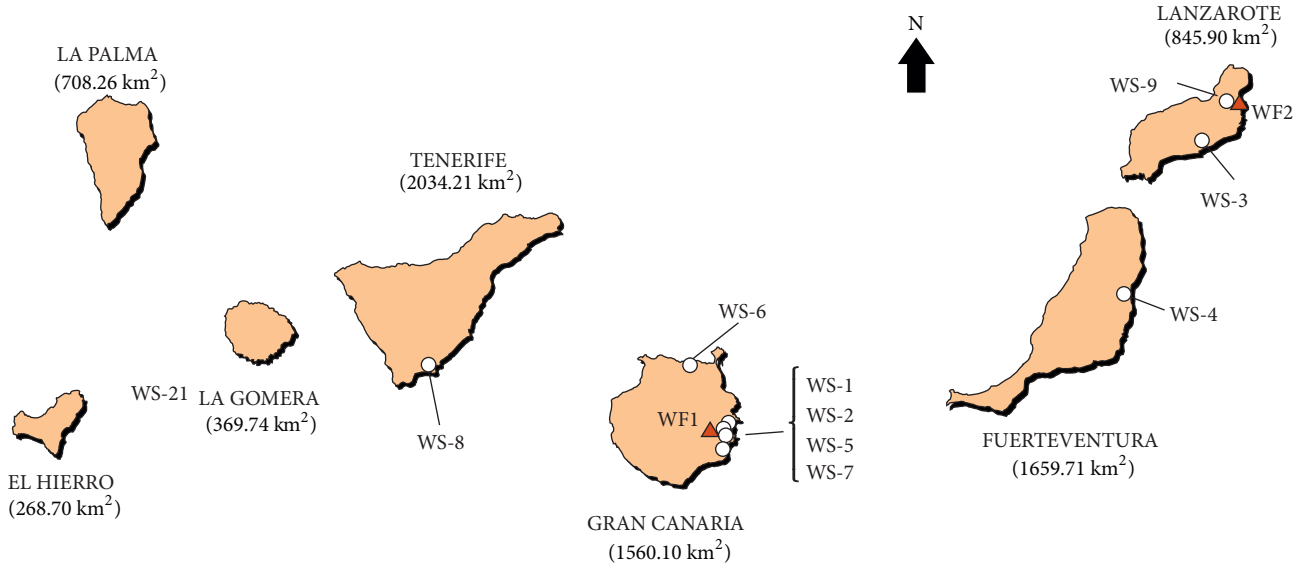 LA PALMA
(708.26 km²)
TENERIFE
(2034.21 km²)
N
LANZAROTE
(845.90 km²)
WS-9
WF2
WS-3
WS-4
WS-6
WS-21
LA GOMERA
(369.74 km²)
WS-8
WF1
WS-1
WS-2
WS-5
WS-7
EL HIERRO
(268.70 km²)
GRAN CANARIA
(1560.10 km²)
FUERTEVENTURA
(1659.71 km²)